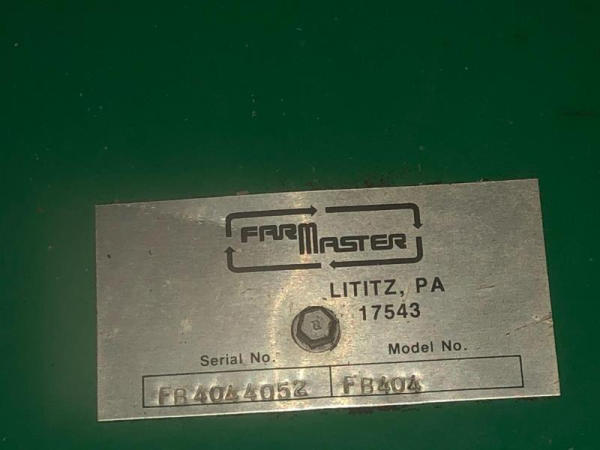 FARMASTER
LITITZ, PA
17543
Serial No. Model No.
FB4044052 FB404